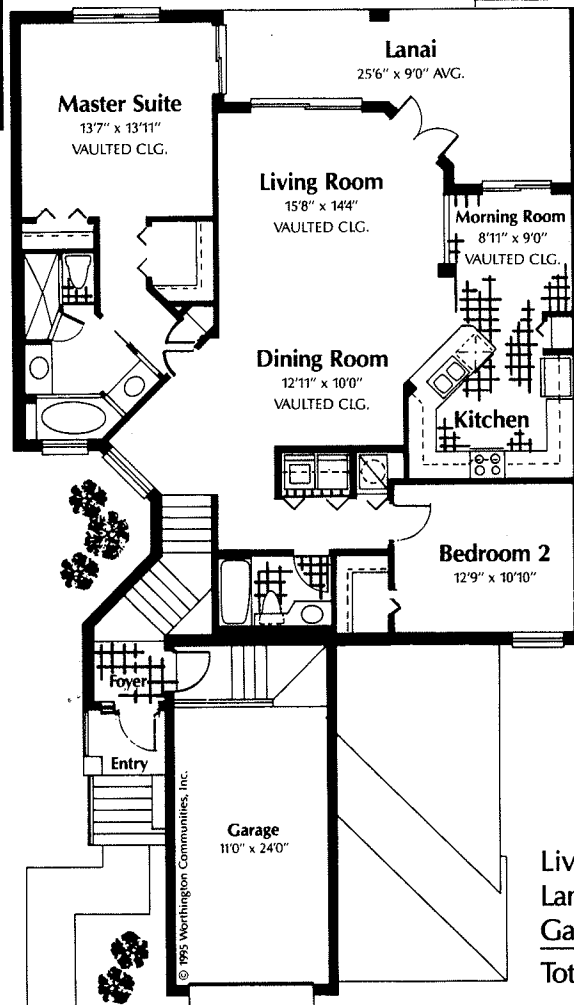 Lanai
25'6" x 9'0" AVG.
Master Suite
13'7" x 13'11"
VAULTED CLG.
Living Room
15'8" x 14'4"
VAULTED CLG.
Morning Room
8'11" x 9'0"
VAULTED CLG.
Dining Room
12'11" x 10'0"
VAULTED CLG.
Kitchen
Bedroom 2
12'9" x 10'10"
Foyer
Entry
Garage
11'0" x 24'0"
© 1995 Worthington Communities, Inc.
Liv
Lan
Ga
Tot